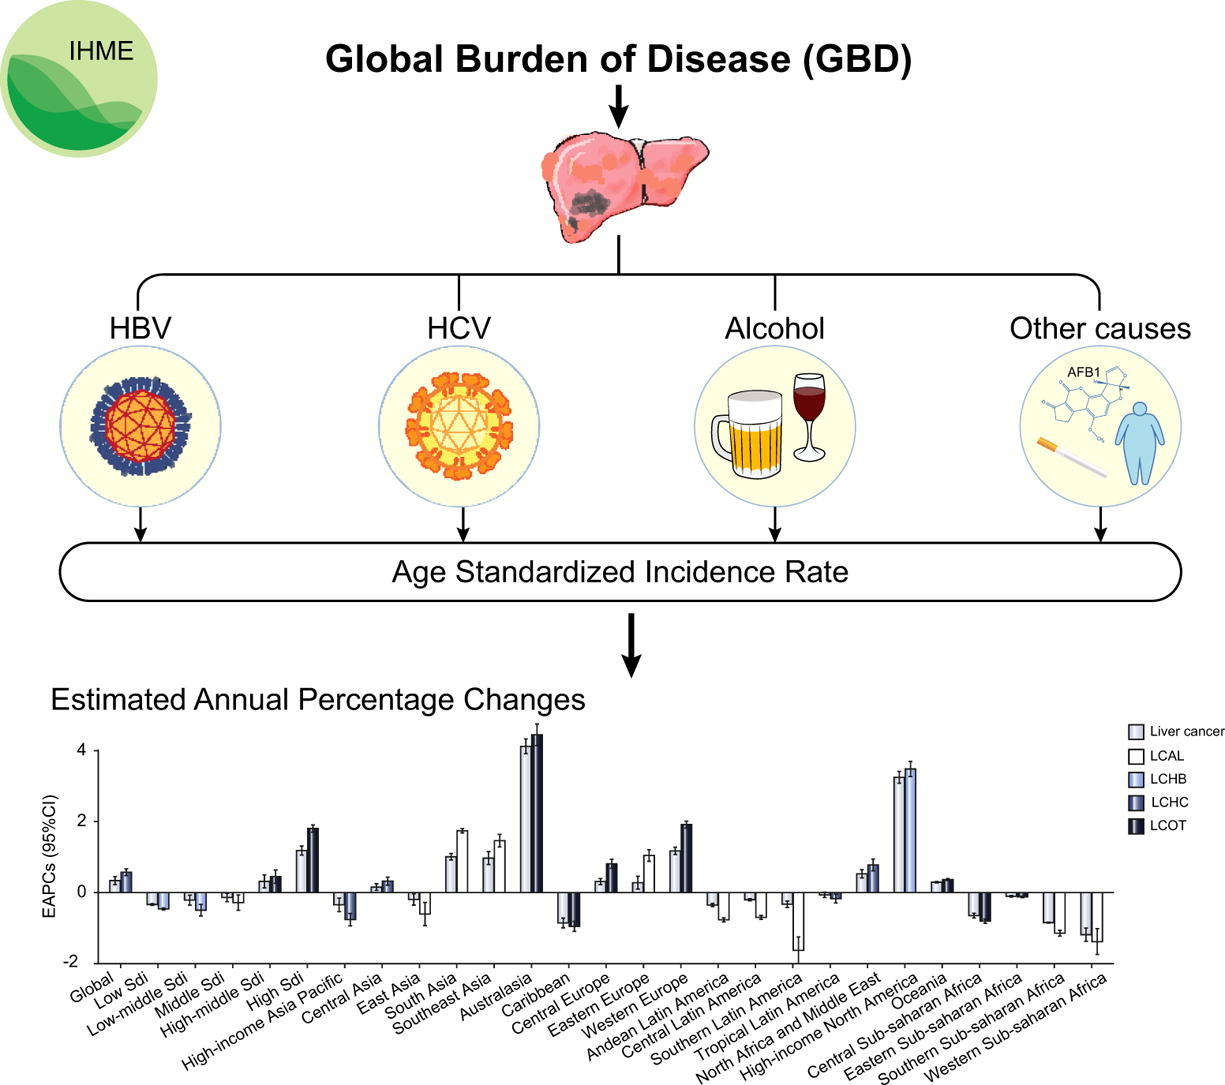 IHME
Global Burden of Disease (GBD)
HBV
HCV
Alcohol
Other causes
AFB1
O
O
O
O
O
O
CH₃
H
H
Age Standardized Incidence Rate
Estimated Annual Percentage Changes
EAPCs (95%CI)
4
2
0
-2
Liver cancer
LCAL
LCHB
LCHC
LCOT
Global
Low Sdi
Low-middle Sdi
Middle Sdi
High-middle Sdi
High Sdi
High-income Asia Pacific
Central Asia
East Asia
South Asia
Southeast Asia
Australasia
Caribbean
Central Europe
Eastern Europe
Western Europe
Andean Latin America
Central Latin America
Southern Latin America
Tropical Latin America
North Africa and Middle East
High-income North America
Oceania
Central Sub-saharan Africa
Eastern Sub-saharan Africa
Southern Sub-saharan Africa
Western Sub-saharan Africa